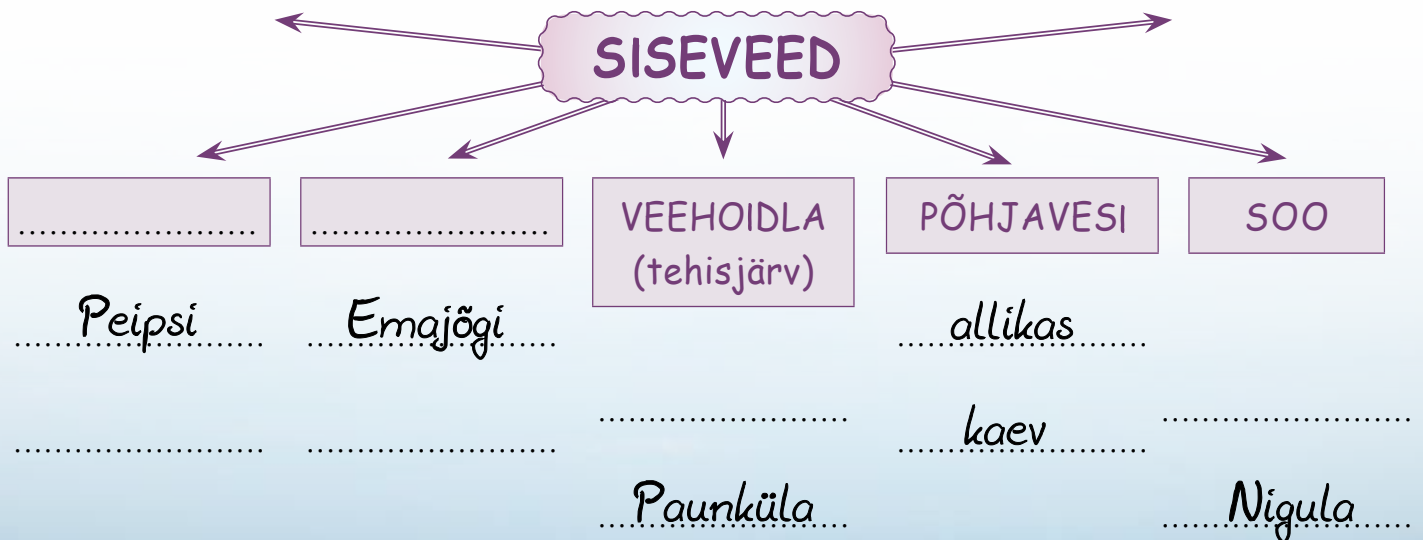 SISEVEED
VEEHOIDLA
(tehisjärv)
PÕHJAVESI
SOO
Peipsi
Emajõgi
allikas
kaev
Paunküla
Nigula